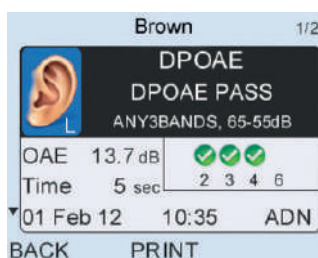 Brown 1/2
DPOAE
DPOAE PASS
L
ANY3BANDS, 65-55dB
OAE 13.7 dB
2 3 4 6
Time 5 sec
01 Feb 12 10:35 ADN
BACK PRINT